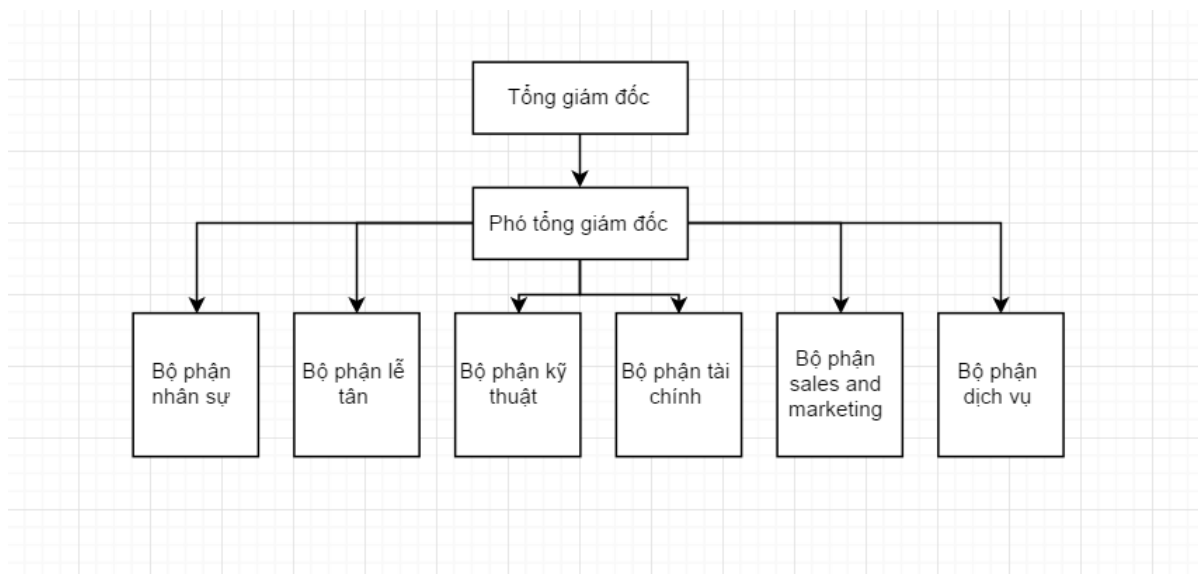 Tổng giám đốc
Phó tổng giám đốc
Bộ phận
nhân sự
Bộ phận lễ
tân
Bộ phận kỹ
thuật
Bộ phận tài
chính
Bộ phận
sales and
marketing
Bộ phận
dịch vụ